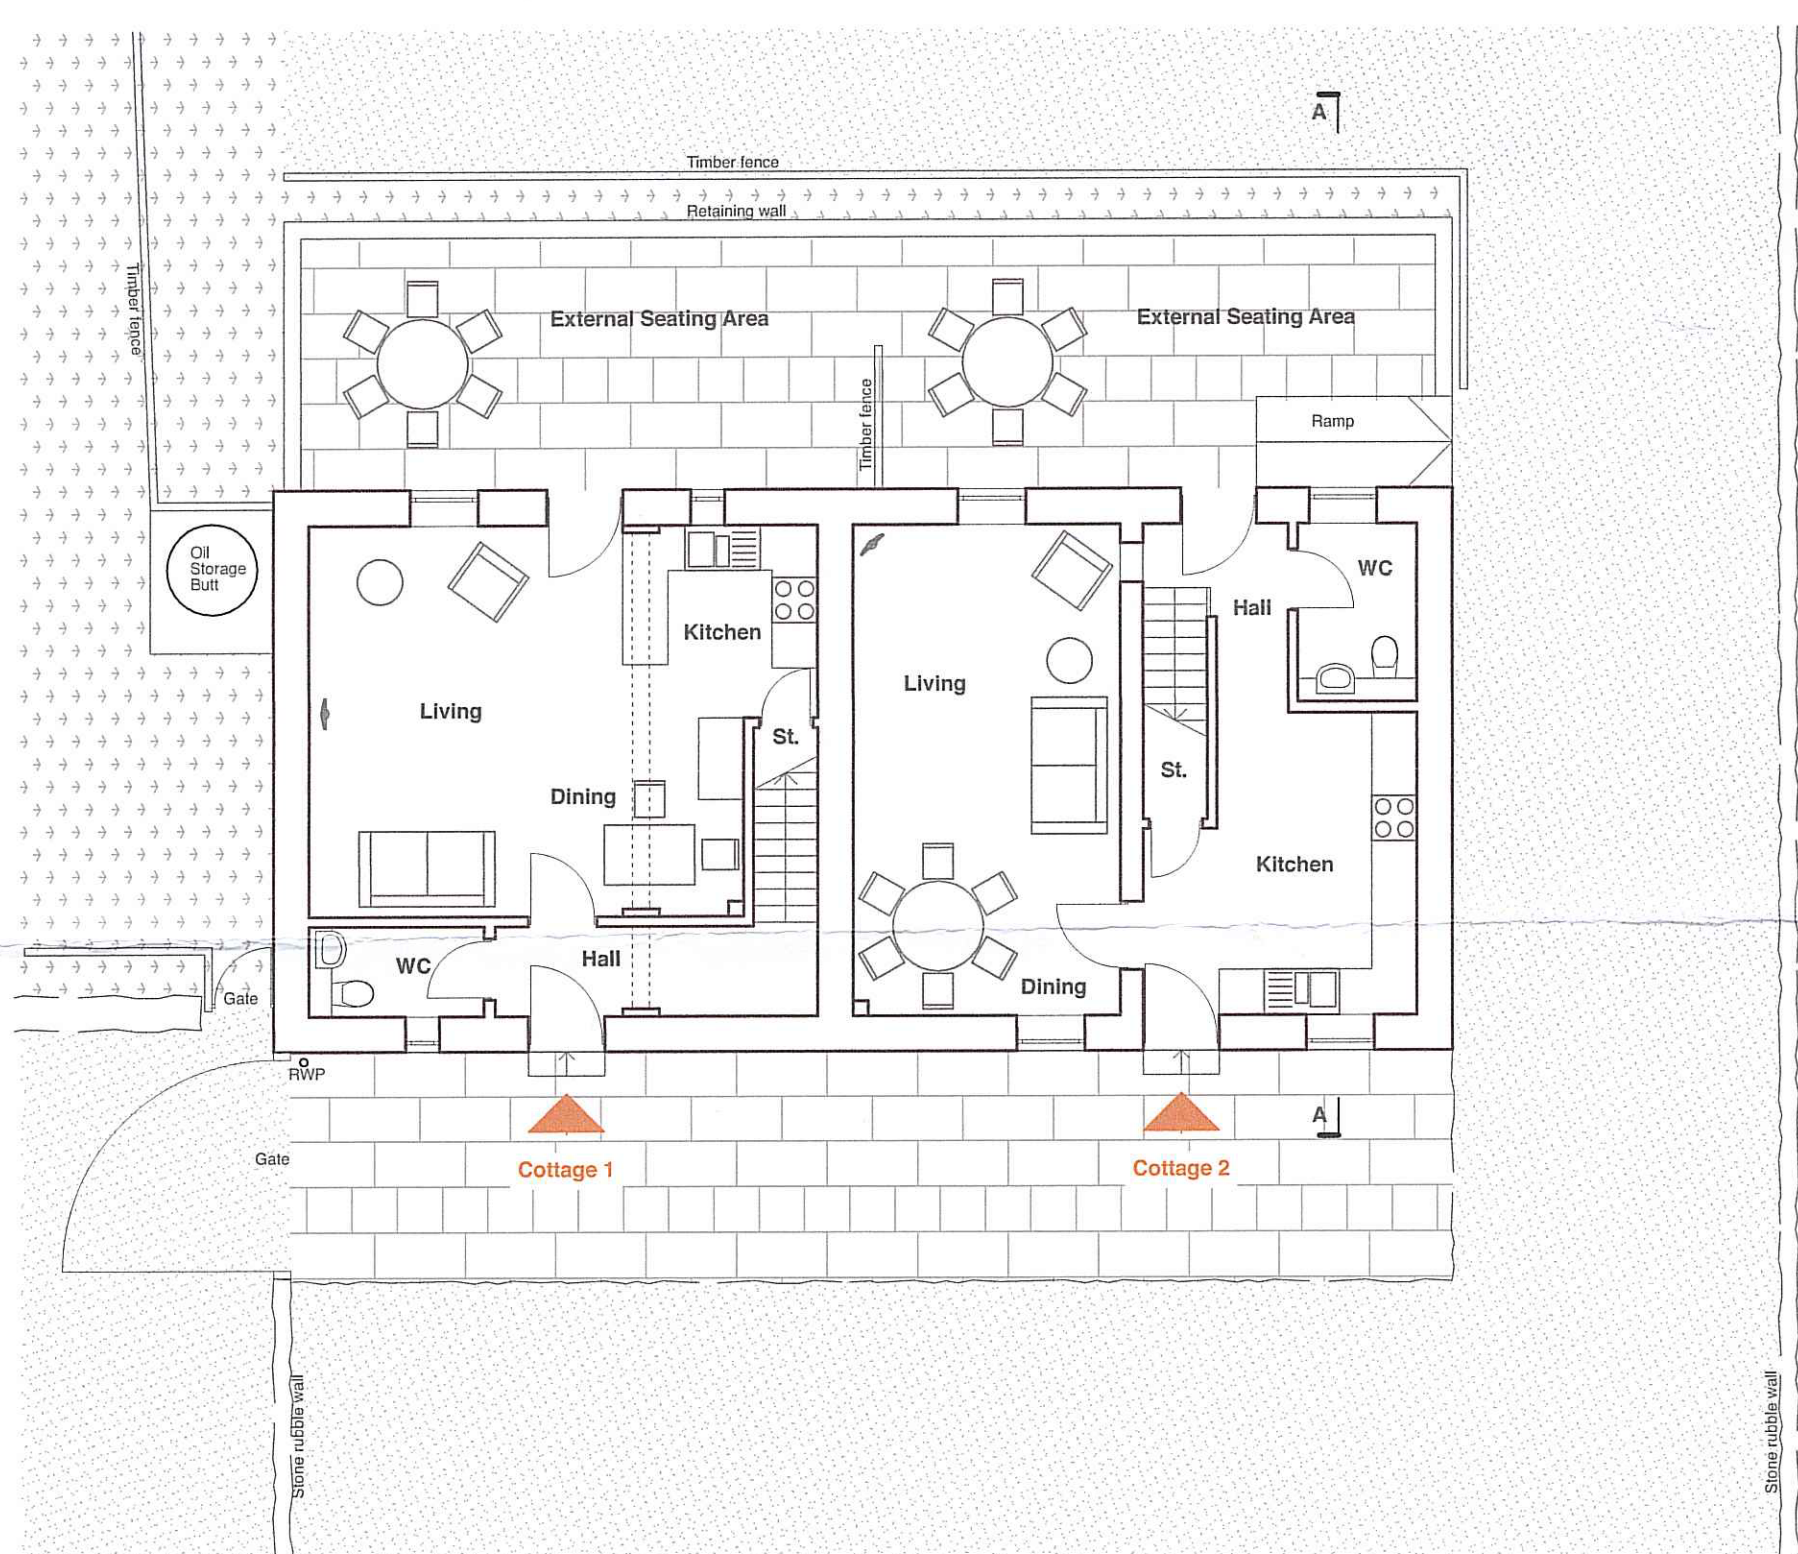 A
Timber fence
Retaining wall
Timber fence
External Seating Area
External Seating Area
Timber fence
Ramp
Oil
Storage
Butt
WC
Kitchen
Hall
Living
Living
St.
St.
Dining
Kitchen
Hall
WC
Dining
Gate
RWP
A
Gate
Cottage 1
Cottage 2
Stone rubble wall
Stone rubble wall